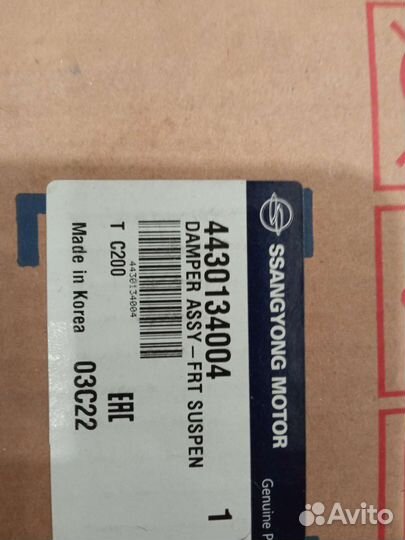 SSANGYONG MOTOR
Genuine P
4430134004
DAMPER ASSY-FRT SUSPEN
1
4430134004
T C200
EAC
Made in Korea
03C22
Avito